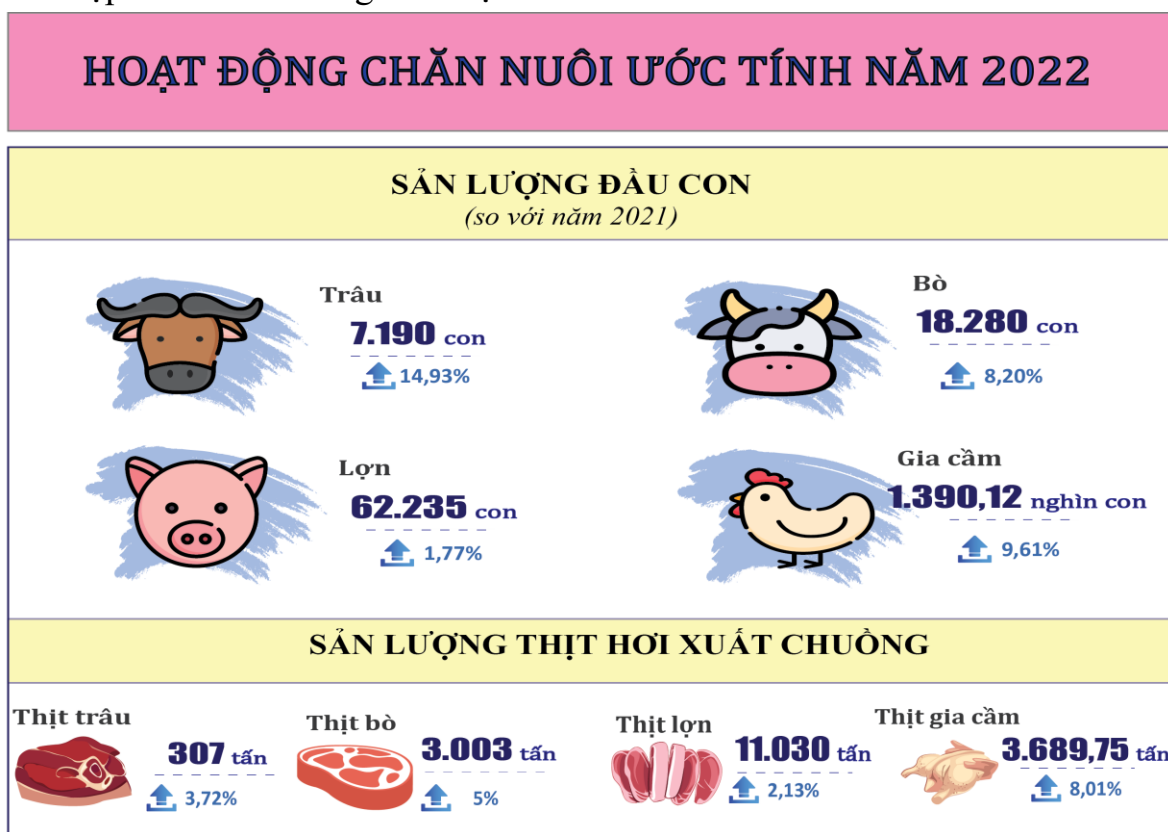 HOẠT ĐỘNG CHĂN NUÔI ƯỚC TÍNH NĂM 2022
SẢN LƯỢNG ĐẦU CON
(so với năm 2021)
Trâu
7.190 con
14,93%
Bò
18.280 con
8,20%
Lợn
62.235 con
1,77%
Gia cầm
1.390,12 nghìn con
9,61%
SẢN LƯỢNG THỊT HƠI XUẤT CHUỒNG
Thịt trâu
307 tấn
3,72%
Thịt bò
3.003 tấn
5%
Thịt lợn
11.030 tấn
2,13%
Thịt gia cầm
3.689,75 tấn
8,01%